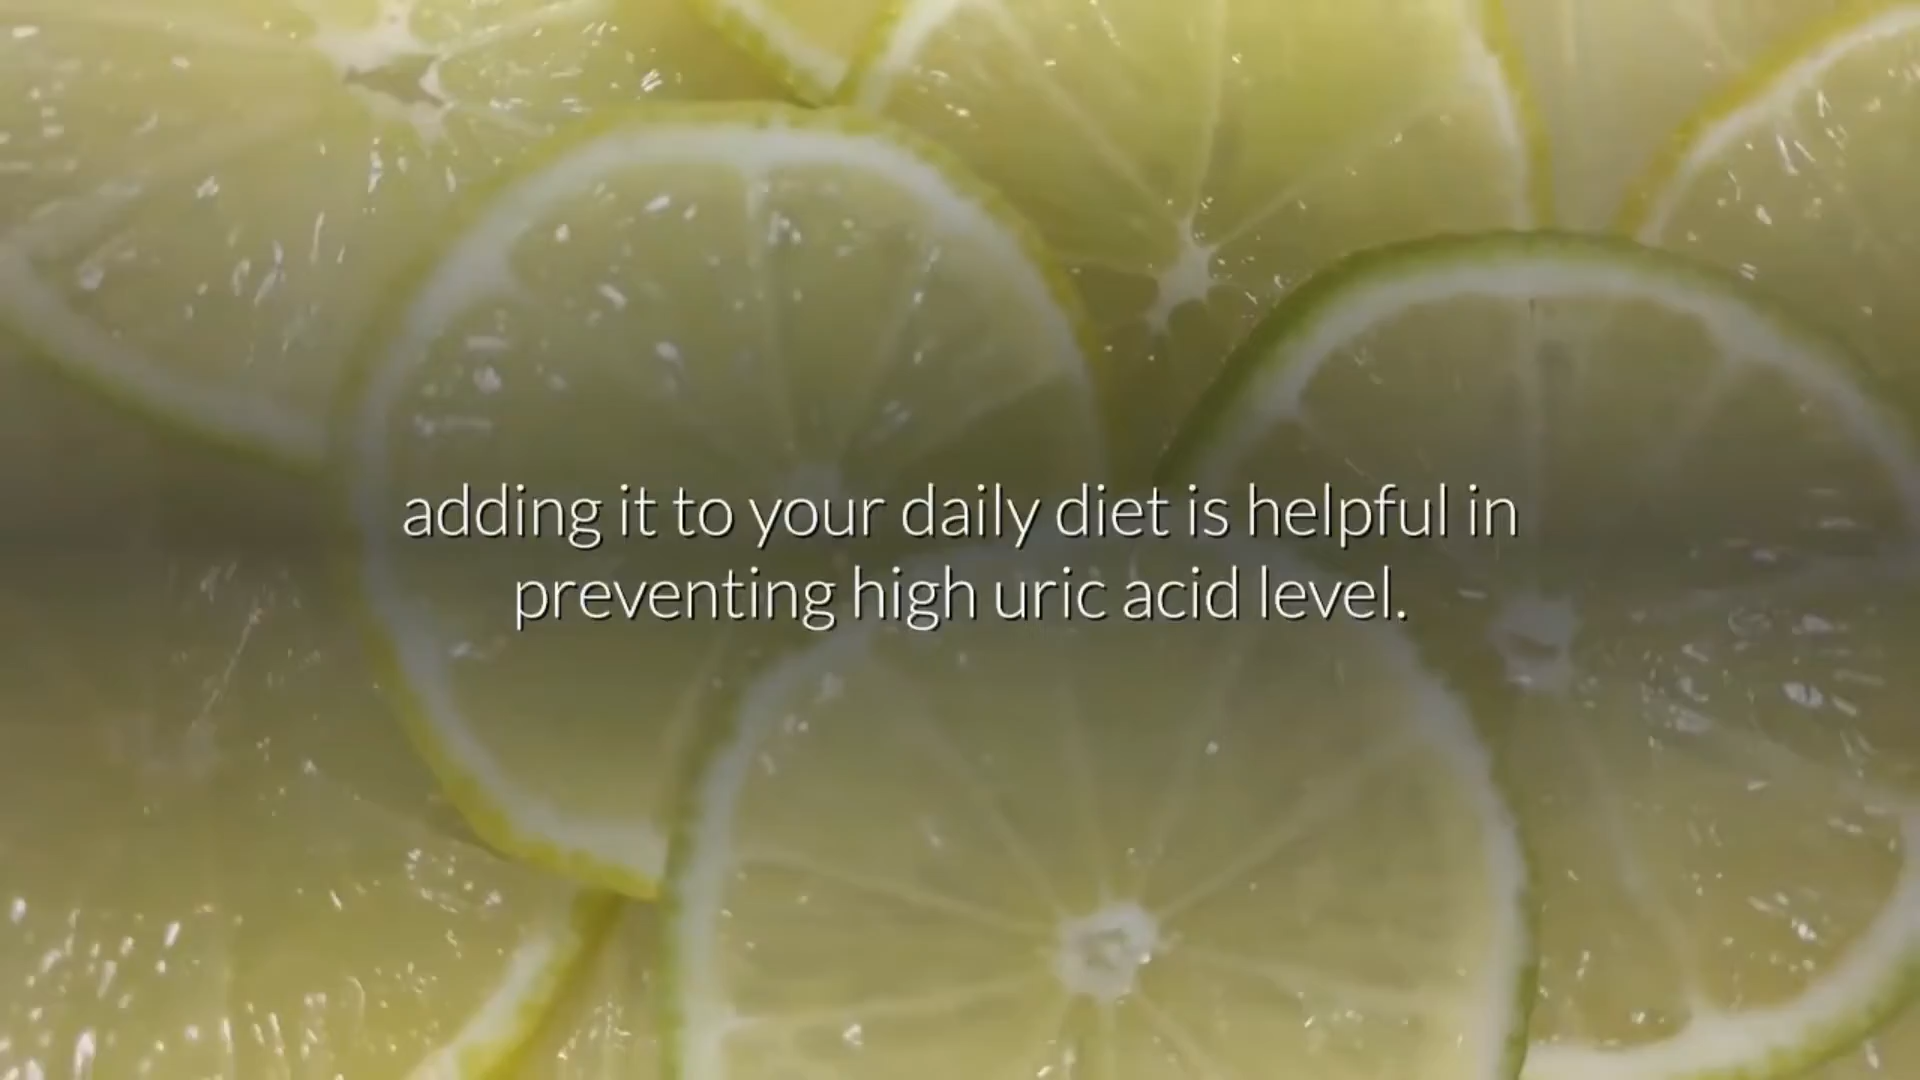 adding it to your daily diet is helpful in
preventing high uric acid level.